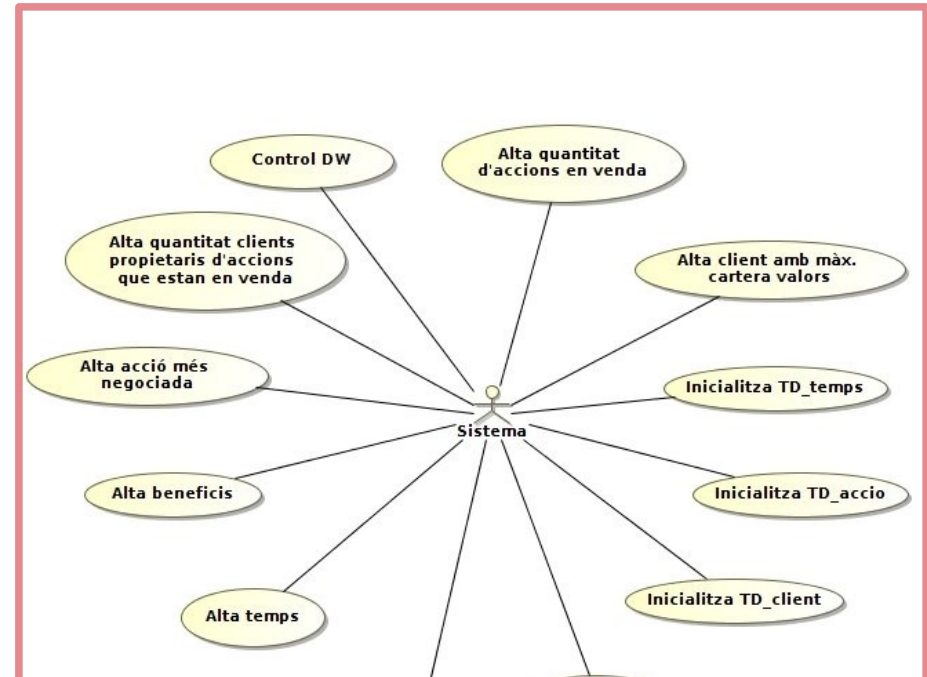 Control DW
Alta quantitat
d'accions en venda
Alta quantitat clients
propietaris d'accions
que estan en venda
Alta client amb màx.
cartera valors
Alta acció més
negociada
Inicialitza TD_temps
Sistema
Alta beneficis
Inicialitza TD_accio
Alta temps
Inicialitza TD_client